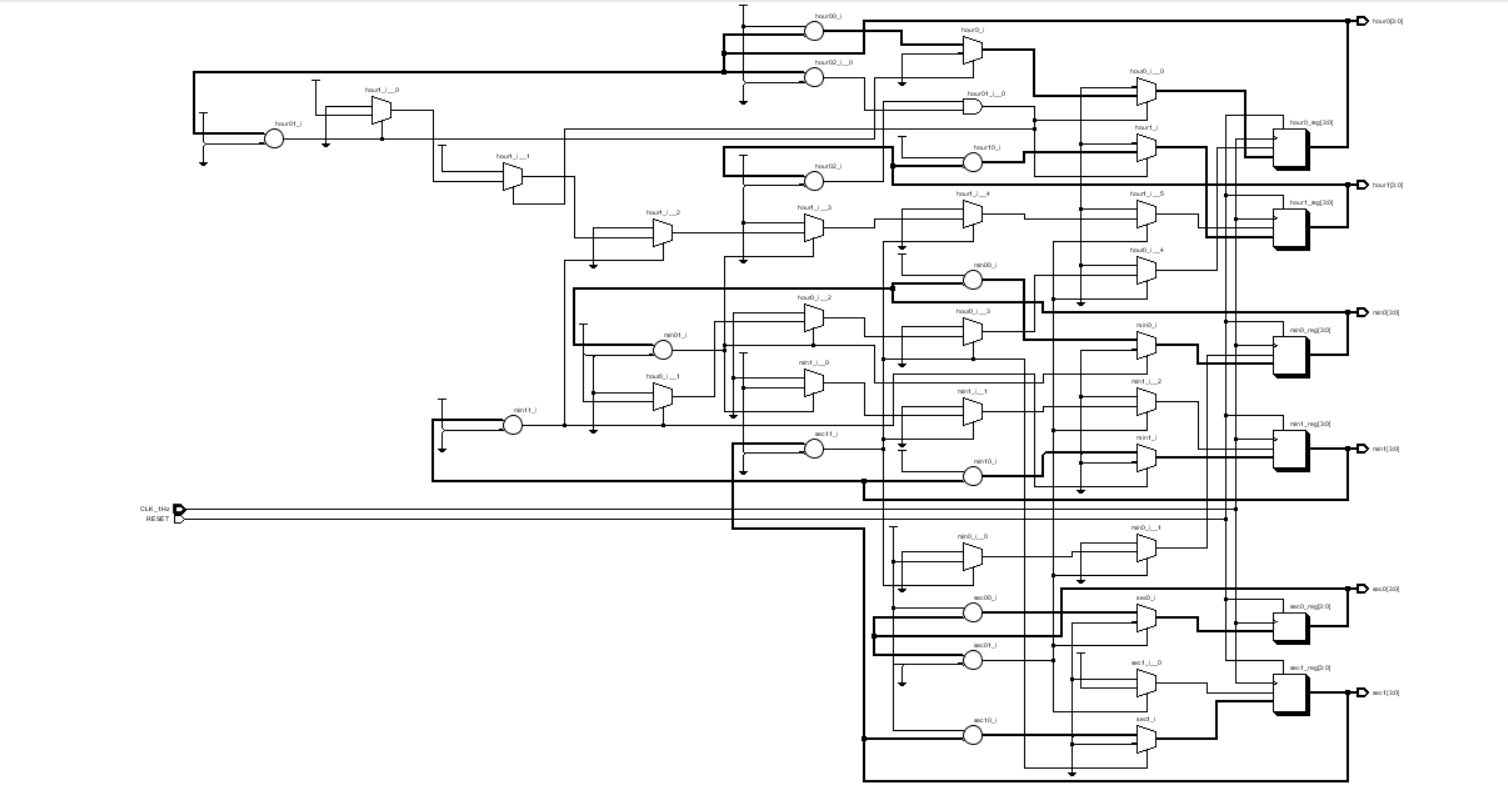 hour00_i
hour0[3:0]
hour0_i
hour02_i__0
hour0_i__0
hour1_i__0
hour01_i__0
hour01_i
hour0_reg[3:0]
hour1_i
hour10_i
hour1_i__1
hour02_i
hour1[3:0]
hour1_i__4
hour1_i__5
hour1_reg[3:0]
hour1_i__3
hour1_i__2
hour0_i__4
min00_i
hour0_i__2
hour0_i__3
min0[3:0]
min0_i
min0_reg[3:0]
min01_i
min1_i__0
hour0_i__1
min1_i__2
min1_i__1
min11_i
min1_reg[3:0]
sec11_i
min1_i
min1[3:0]
min10_i
CLK_1Hz
RESET
min0_i__1
min0_i__0
sec0[3:0]
sec00_i
sec0_i
sec0_reg[3:0]
sec01_i
sec1_i__0
sec1_reg[3:0]
sec1[3:0]
sec10_i
sec1_i